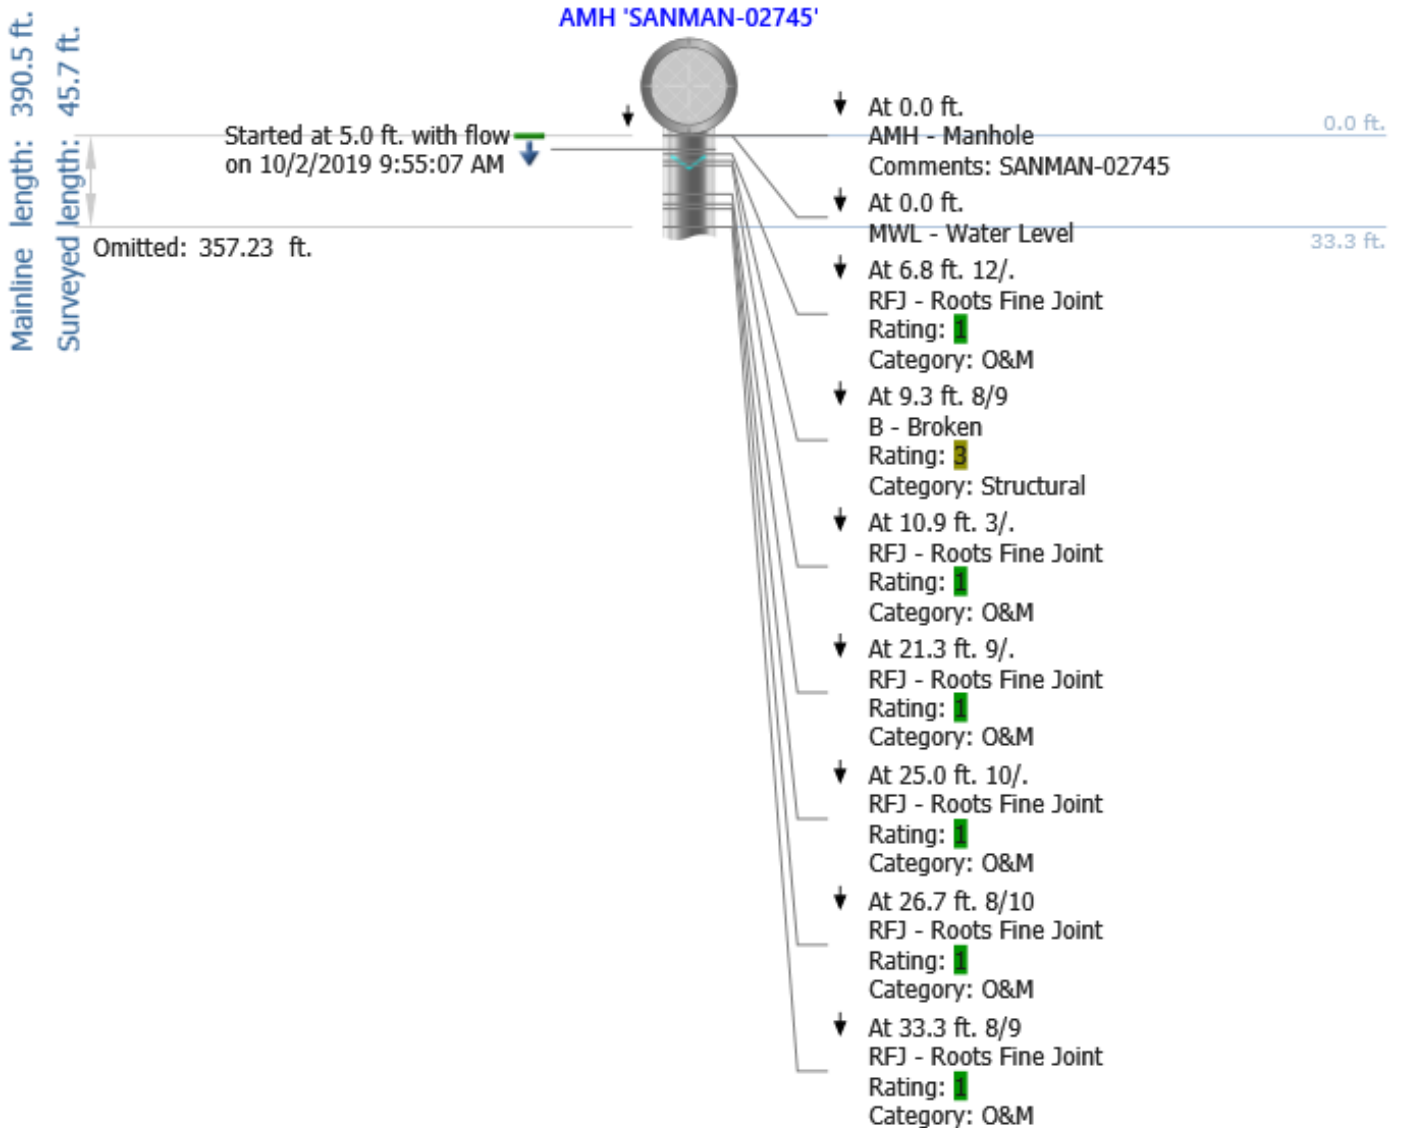 AMH 'SANMAN-02745'
Mainline length: 390.5 ft.
Surveyed length: 45.7 ft.
Started at 5.0 ft. with flow
on 10/2/2019 9:55:07 AM
Omitted: 357.23 ft.
0.0 ft.
33.3 ft.
At 0.0 ft.
AMH - Manhole
Comments: SANMAN-02745
At 0.0 ft.
MWL - Water Level
At 6.8 ft. 12/.
RFJ - Roots Fine Joint
Rating: 1
Category: O&M
At 9.3 ft. 8/9
B - Broken
Rating: 3
Category: Structural
At 10.9 ft. 3/.
RFJ - Roots Fine Joint
Rating: 1
Category: O&M
At 21.3 ft. 9/.
RFJ - Roots Fine Joint
Rating: 1
Category: O&M
At 25.0 ft. 10/.
RFJ - Roots Fine Joint
Rating: 1
Category: O&M
At 26.7 ft. 8/10
RFJ - Roots Fine Joint
Rating: 1
Category: O&M
At 33.3 ft. 8/9
RFJ - Roots Fine Joint
Rating: 1
Category: O&M